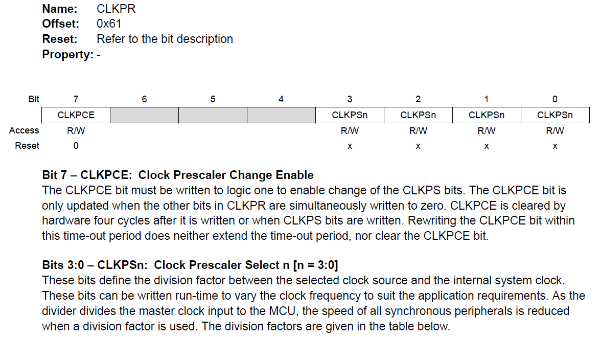 Name: CLKPR
Offset: 0x61
Reset: Refer to the bit description
Property: -
Bit 7 6 5 4 3 2 1 0
CLKPCE CLKPSn CLKPSn CLKPSn CLKPSn
Access R/W R/W R/W R/W R/W
Reset 0 x x x x
Bit 7 – CLKPCE: Clock Prescaler Change Enable
The CLKPCE bit must be written to logic one to enable change of the CLKPS bits. The CLKPCE bit is
only updated when the other bits in CLKPR are simultaneously written to zero. CLKPCE is cleared by
hardware four cycles after it is written or when CLKPS bits are written. Rewriting the CLKPCE bit within
this time-out period does neither extend the time-out period, nor clear the CLKPCE bit.
Bits 3:0 – CLKPSn: Clock Prescaler Select n [n = 3:0]
These bits define the division factor between the selected clock source and the internal system clock.
These bits can be written run-time to vary the clock frequency to suit the application requirements. As the
divider divides the master clock input to the MCU, the speed of all synchronous peripherals is reduced
when a division factor is used. The division factors are given in the table below.